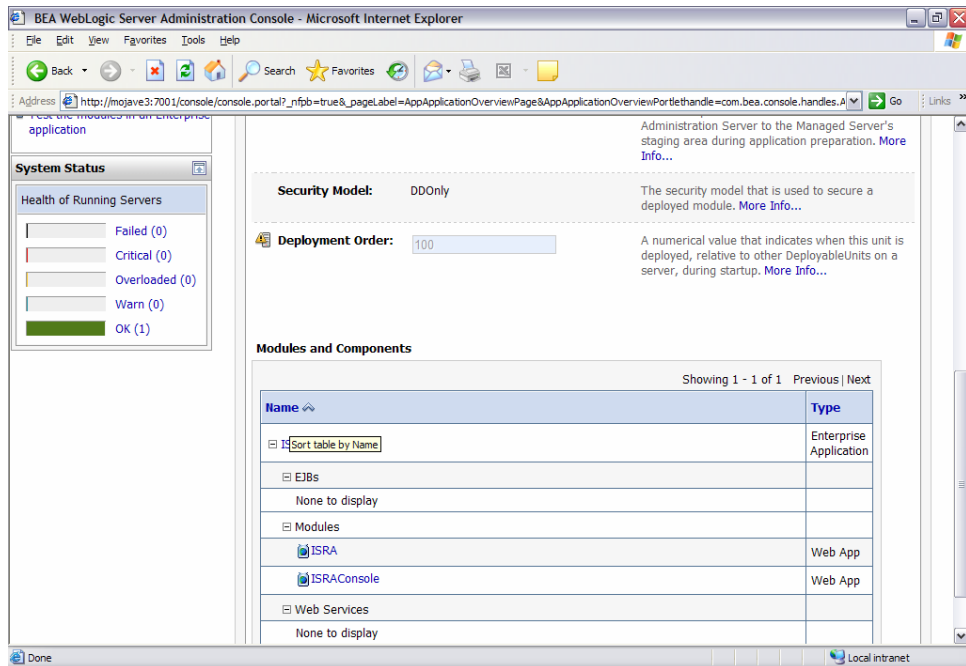 BEA WebLogic Server Administration Console - Microsoft Internet Explorer
File Edit View Favorites Tools Help
Back Search Favorites
Address http://mojave3:7001/console/console.portal?_nfpb=true&_pageLabel=AppApplicationOverviewPage&AppApplicationOverviewPortlethandle=com.bea.console.handles.A Go Links »
Test the modules in an Enterprise
application
System Status
Health of Running Servers
Failed (0)
Critical (0)
Overloaded (0)
Warn (0)
OK (1)
Administration Server to the Managed Server's
staging area during application preparation. More
Info...
Security Model: DDOnly
The security model that is used to secure a
deployed module. More Info...
Deployment Order: 100
A numerical value that indicates when this unit is
deployed, relative to other DeployableUnits on a
server, during startup. More Info...
Modules and Components
Showing 1 - 1 of 1 Previous | Next
Name Type
Sort table by Name
Enterprise
Application
EJBs
None to display
Modules
ISRA Web App
ISRAConsole Web App
Web Services
None to display
Done Local intranet